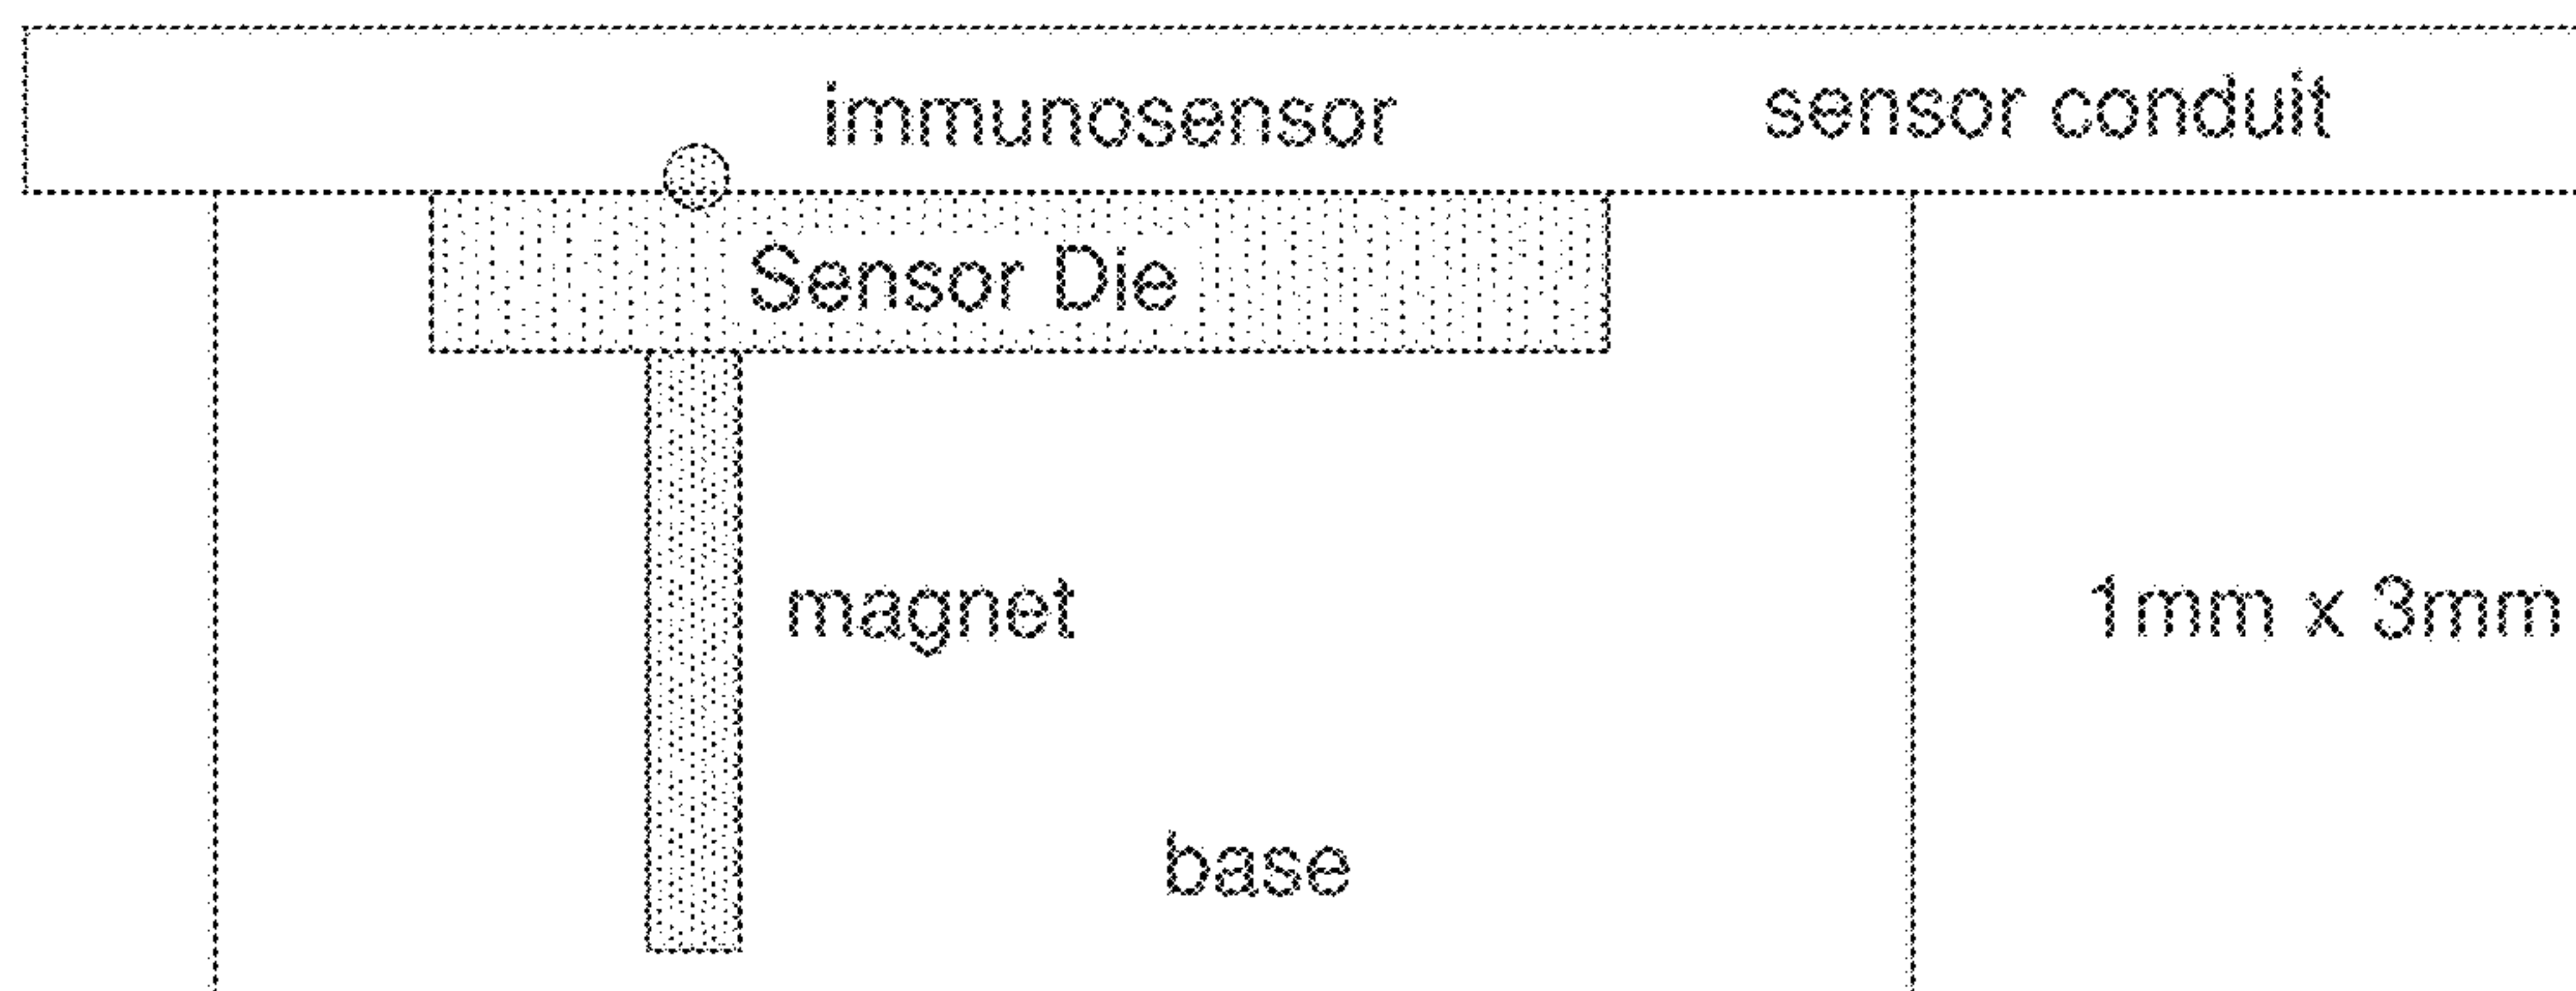 immunosensor
sensor conduit
Sensor Die
magnet
1mm x 3mm
base